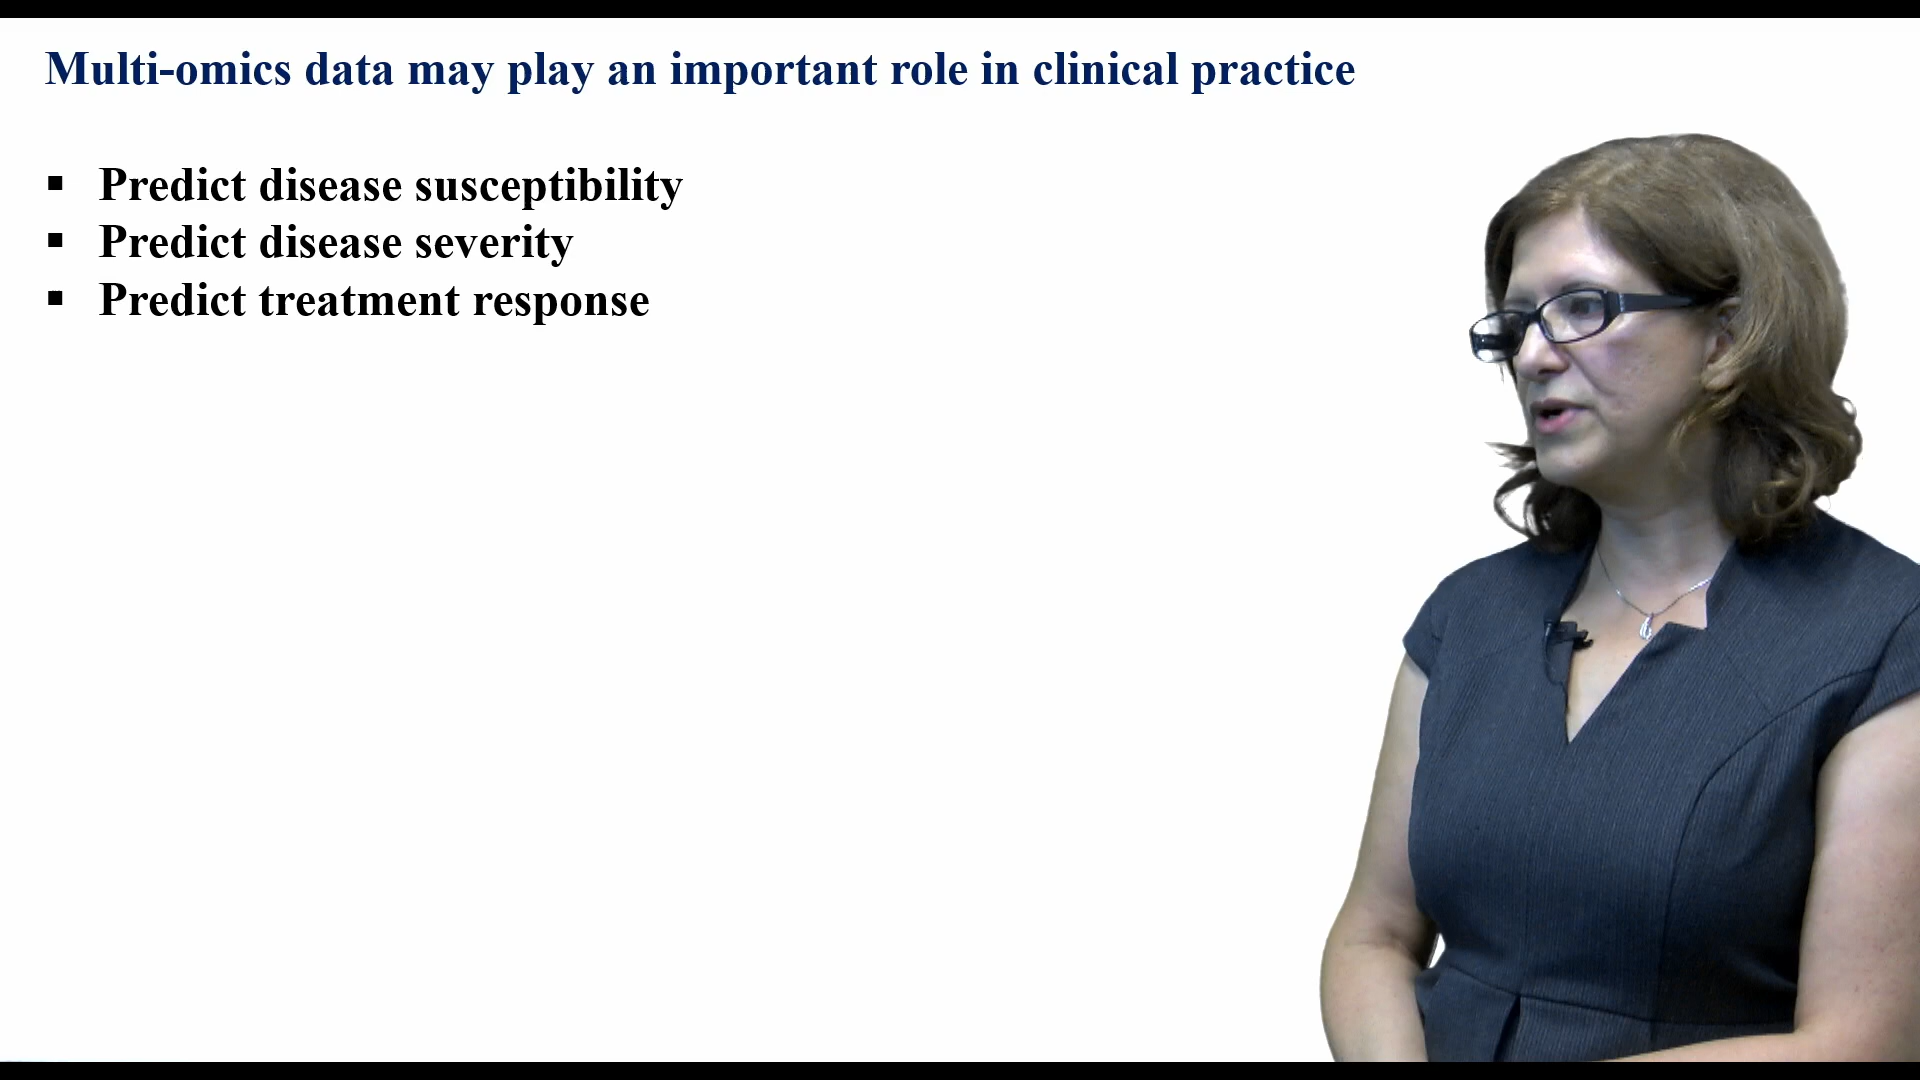 Multi-omics data may play an important role in clinical practice
▪ Predict disease susceptibility
▪ Predict disease severity
▪ Predict treatment response